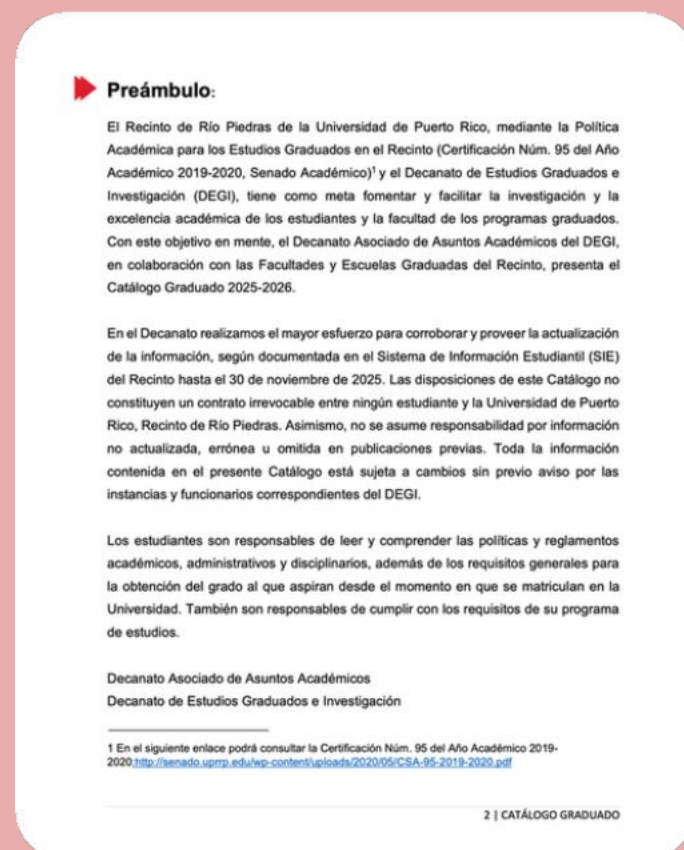 Preámbulo:
El Recinto de Río Piedras de la Universidad de Puerto Rico, mediante la Política
Académica para los Estudios Graduados en el Recinto (Certificación Núm. 95 del Año
Académico 2019-2020, Senado Académico)¹ y el Decanato de Estudios Graduados e
Investigación (DEGI), tiene como meta fomentar y facilitar la investigación y la
excelencia académica de los estudiantes y la facultad de los programas graduados.
Con este objetivo en mente, el Decanato Asociado de Asuntos Académicos del DEGI,
en colaboración con las Facultades y Escuelas Graduadas del Recinto, presenta el
Catálogo Graduado 2025-2026.
En el Decanato realizamos el mayor esfuerzo para corroborar y proveer la actualización
de la información, según documentada en el Sistema de Información Estudiantil (SIE)
del Recinto hasta el 30 de noviembre de 2025. Las disposiciones de este Catálogo no
constituyen un contrato irrevocable entre ningún estudiante y la Universidad de Puerto
Rico, Recinto de Río Piedras. Asimismo, no se asume responsabilidad por información
no actualizada, errónea u omitida en publicaciones previas. Toda la información
contenida en el presente Catálogo está sujeta a cambios sin previo aviso por las
instancias y funcionarios correspondientes del DEGI.
Los estudiantes son responsables de leer y comprender las políticas y reglamentos
académicos, administrativos y disciplinarios, además de los requisitos generales para
la obtención del grado al que aspiran desde el momento en que se matriculan en la
Universidad. También son responsables de cumplir con los requisitos de su programa
de estudios.
Decanato Asociado de Asuntos Académicos
Decanato de Estudios Graduados e Investigación
1 En el siguiente enlace podrá consultar la Certificación Núm. 95 del Año Académico 2019-
2020:http://senado.uprrp.edu/wp-content/uploads/2020/05/CSA-95-2019-2020.pdf
2 | CATÁLOGO GRADUADO